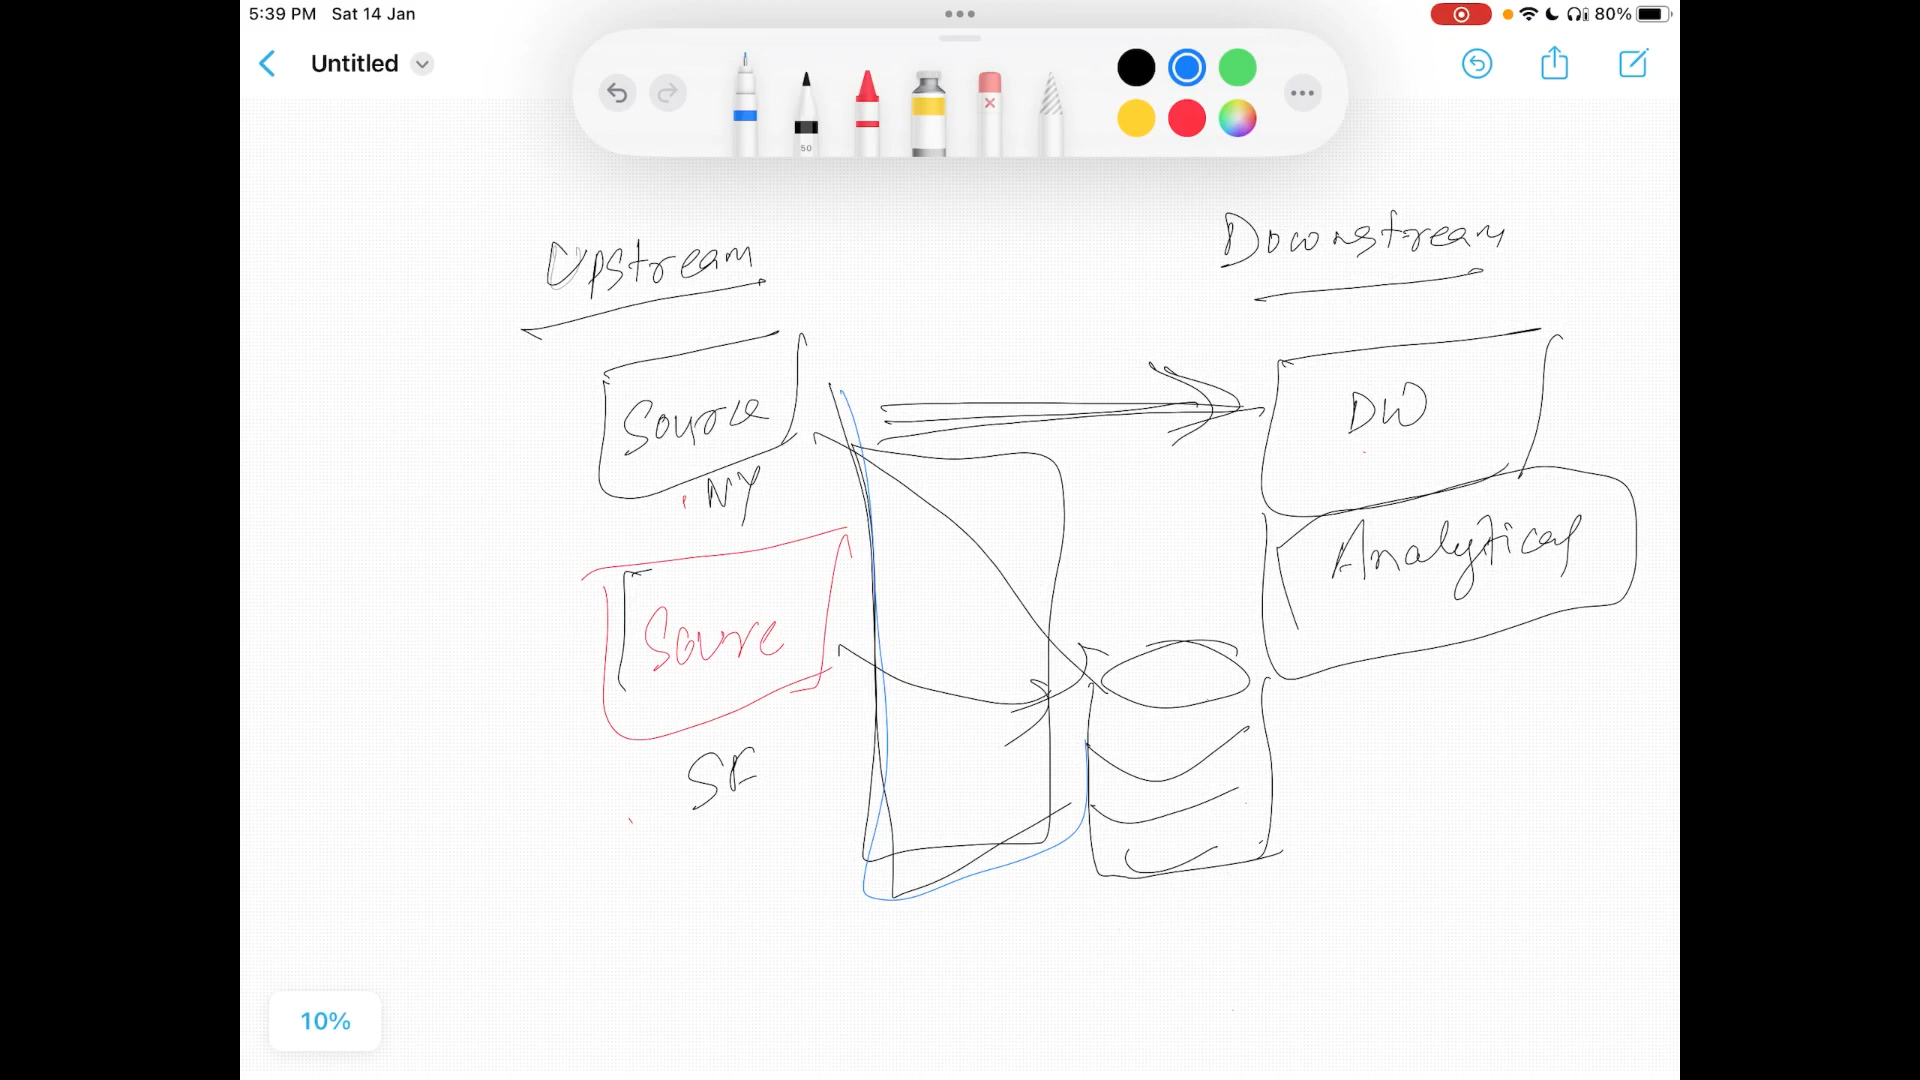 5:39 PM Sat 14 Jan
80%
Untitled
50
Upstream
Downstream
Source
DW
NY
Analytical
Source
SF
10%